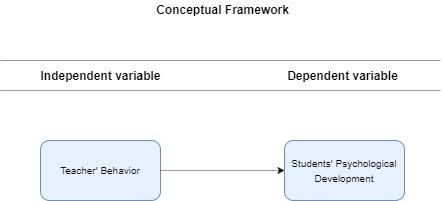 Conceptual Framework
Independent variable Dependent variable
Teacher' Behavior
Students' Psychological
Development